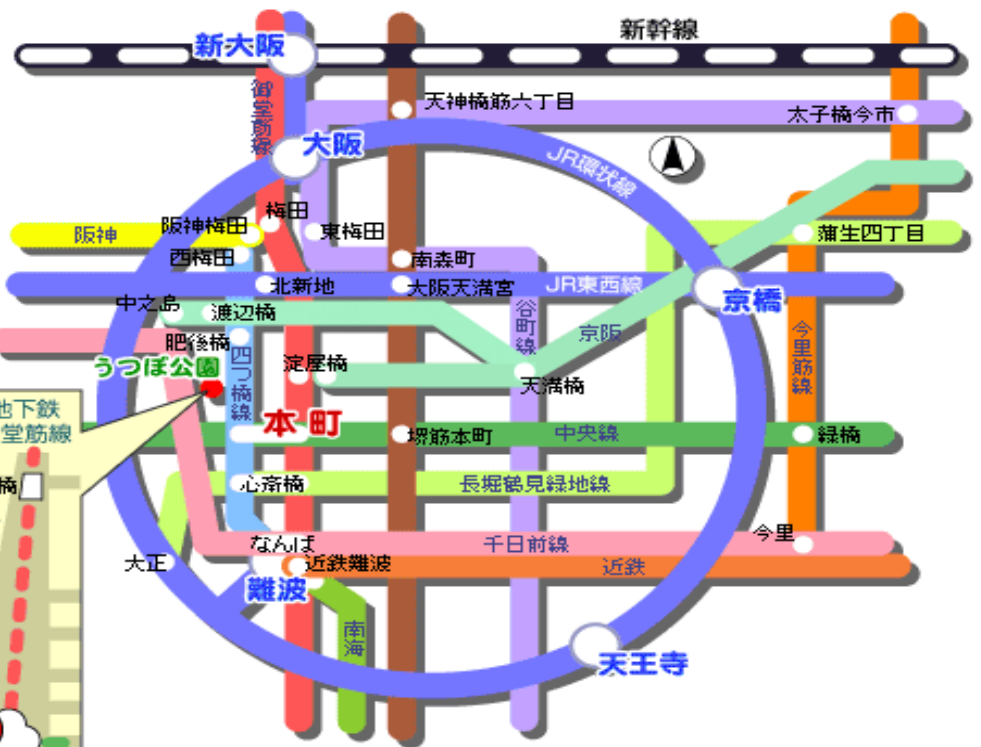 新幹線
新大阪
御堂筋線
天神橋筋六丁目
太子橋今市
大阪
JR環状線
梅田
阪神
阪神梅田
東梅田
蒲生四丁目
西梅田
南森町
北新地
大阪天満宮
JR東西線
京橋
中之島
渡辺橋
谷町線
京阪
今里筋線
肥後橋
四つ橋線
淀屋橋
うつぼ公園
天満橋
地下鉄
堂筋線
本町
堺筋本町
中央線
緑橋
橋
心斎橋
長堀鶴見緑地線
なんば
千日前線
今里
大正
近鉄難波
近鉄
難波
南海
天王寺